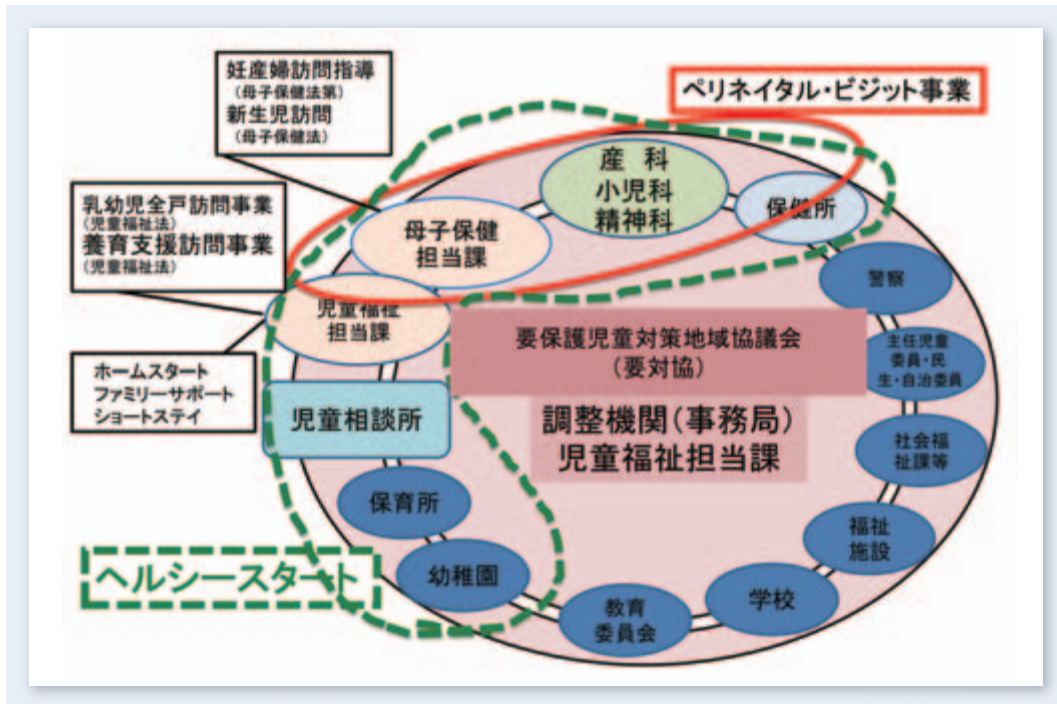 妊産婦訪問指導
(母子保健法第)
新生児訪問
(母子保健法)
ペリネイタル・ビジット事業
産　科
小児科
精神科
保健所
乳幼児全戸訪問事業
(児童福祉法)
養育支援訪問事業
(児童福祉法)
母子保健
担当課
警察
児童福祉
担当課
要保護児童対策地域協議会
(要対協)
主任児童
委員・民
生・自治委員
ホームスタート
ファミリーサポート
ショートステイ
児童相談所
調整機関(事務局)
児童福祉担当課
社会福
祉課等
保育所
福祉
施設
ヘルシースタート
幼稚園
学校
教育
委員会